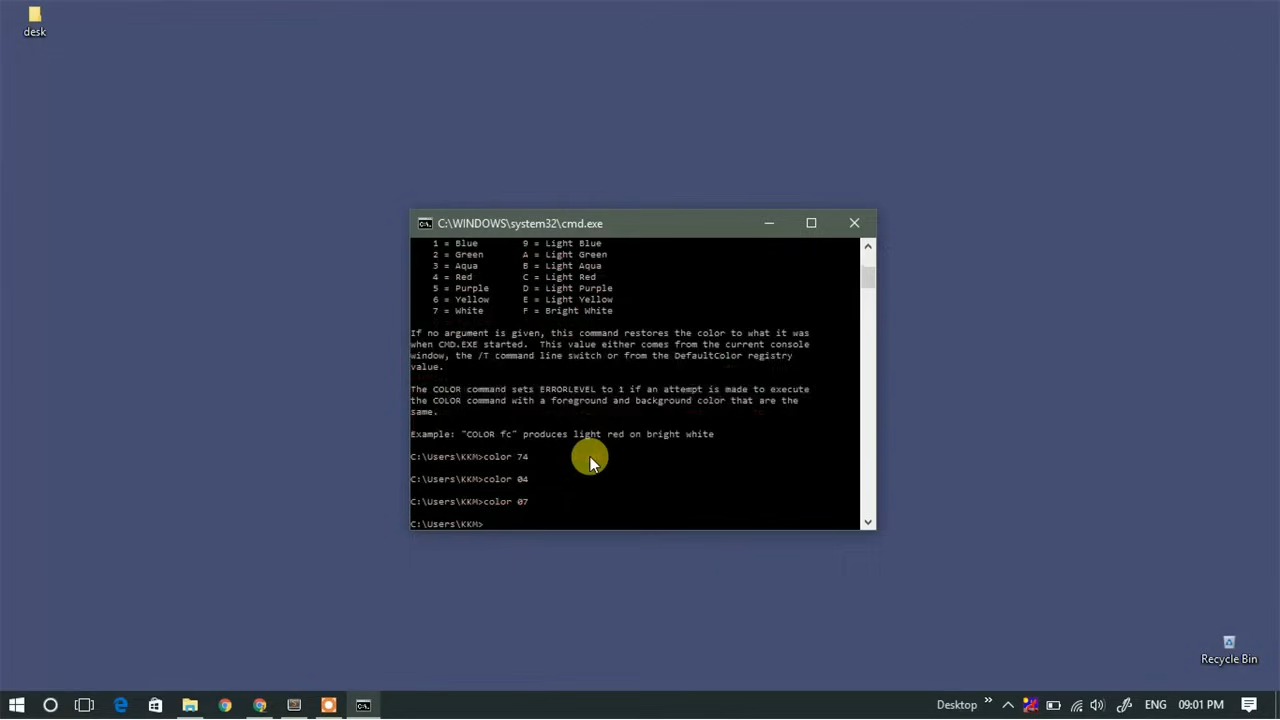 desk
C:\WINDOWS\system32\cmd.exe
1 = Blue 9 = Light Blue
2 = Green A = Light Green
3 = Aqua B = Light Aqua
4 = Red C = Light Red
5 = Purple D = Light Purple
6 = Yellow E = Light Yellow
7 = White F = Bright White
If no argument is given, this command restores the color to what it was
when CMD.EXE started. This value either comes from the current console
window, the /T command line switch or from the DefaultColor registry
value.
The COLOR command sets ERRORLEVEL to 1 if an attempt is made to execute
the COLOR command with a foreground and background color that are the
same.
Example: "COLOR fc" produces light red on bright white
C:\Users\KKM>color 74
C:\Users\KKM>color 04
C:\Users\KKM>color 07
C:\Users\KKM>
Recycle Bin
Desktop » ENG 09:01 PM